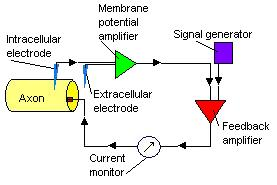 Membrane
potential
amplifier
Signal generator
Intracellular
electrode
Axon
Extracellular
electrode
Feedback
amplifier
Current
monitor